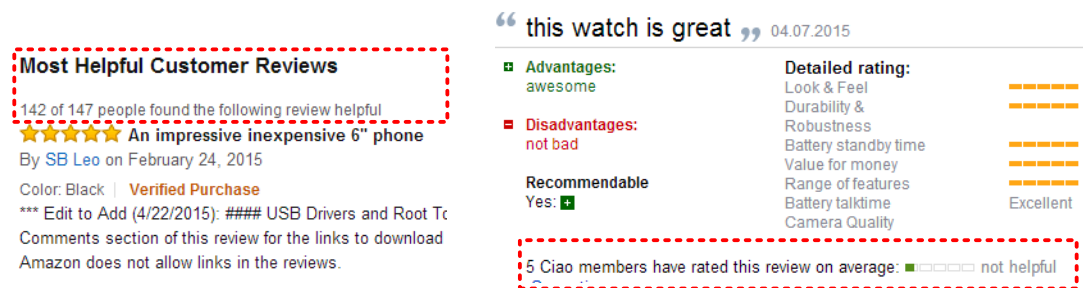 Most Helpful Customer Reviews
142 of 147 people found the following review helpful
An impressive inexpensive 6" phone
By SB Leo on February 24, 2015
Color: Black | Verified Purchase
*** Edit to Add (4/22/2015): #### USB Drivers and Root
Comments section of this review for the links to download
Amazon does not allow links in the reviews.
“ this watch is great ” 04.07.2015
Advantages:
awesome
Disadvantages:
not bad
Recommendable
Yes:
Detailed rating:
Look & Feel
Durability &
Robustness
Battery standby time
Value for money
Range of features
Battery talktime Excellent
Camera Quality
5 Ciao members have rated this review on average: not helpful